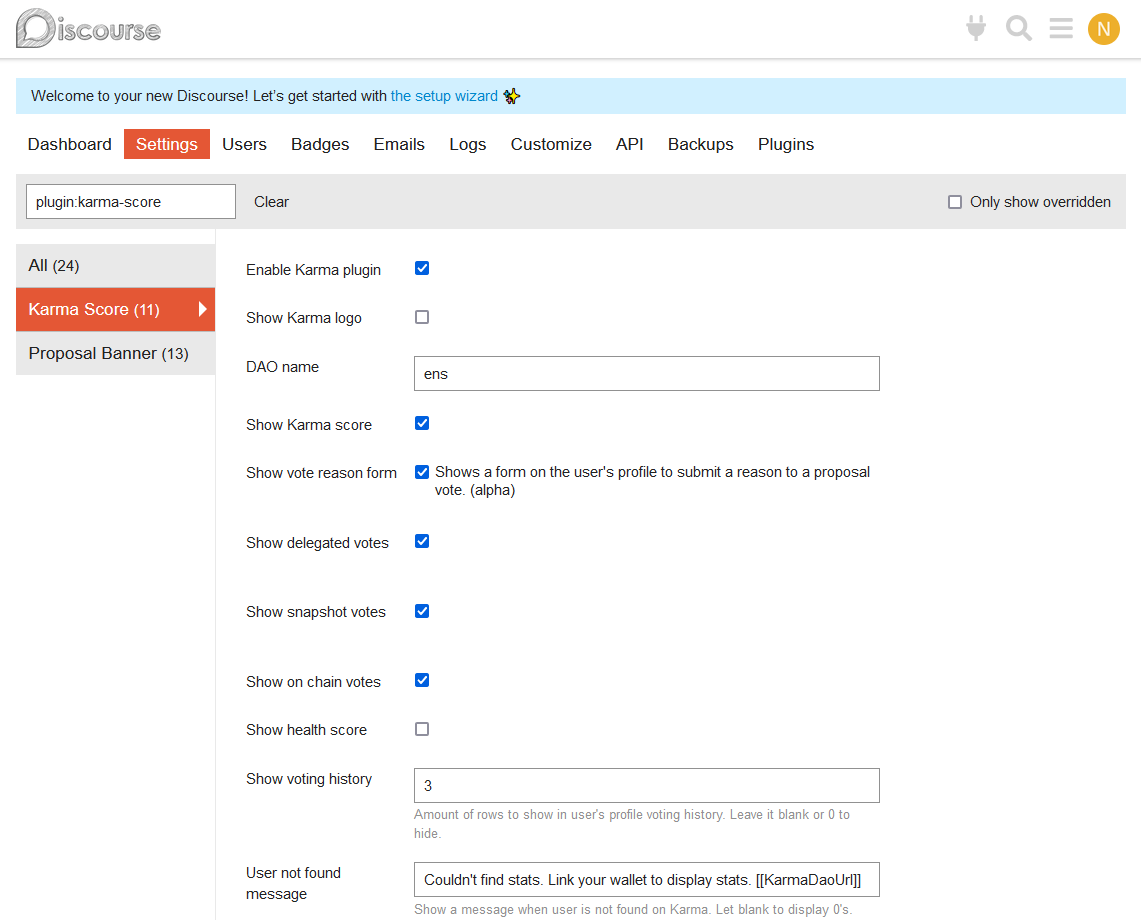 Discourse
N
Welcome to your new Discourse! Let’s get started with the setup wizard ✨
Dashboard Settings Users Badges Emails Logs Customize API Backups Plugins
plugin:karma-score Clear Only show overridden
All (24)
Karma Score (11)
Proposal Banner (13)
Enable Karma plugin
Show Karma logo
DAO name
ens
Show Karma score
Show vote reason form
Shows a form on the user's profile to submit a reason to a proposal
vote. (alpha)
Show delegated votes
Show snapshot votes
Show on chain votes
Show health score
Show voting history
3
Amount of rows to show in user's profile voting history. Leave it blank or 0 to
hide.
User not found
message
Couldn't find stats. Link your wallet to display stats. [[KarmaDaoUrl]]
Show a message when user is not found on Karma. Let blank to display 0's.